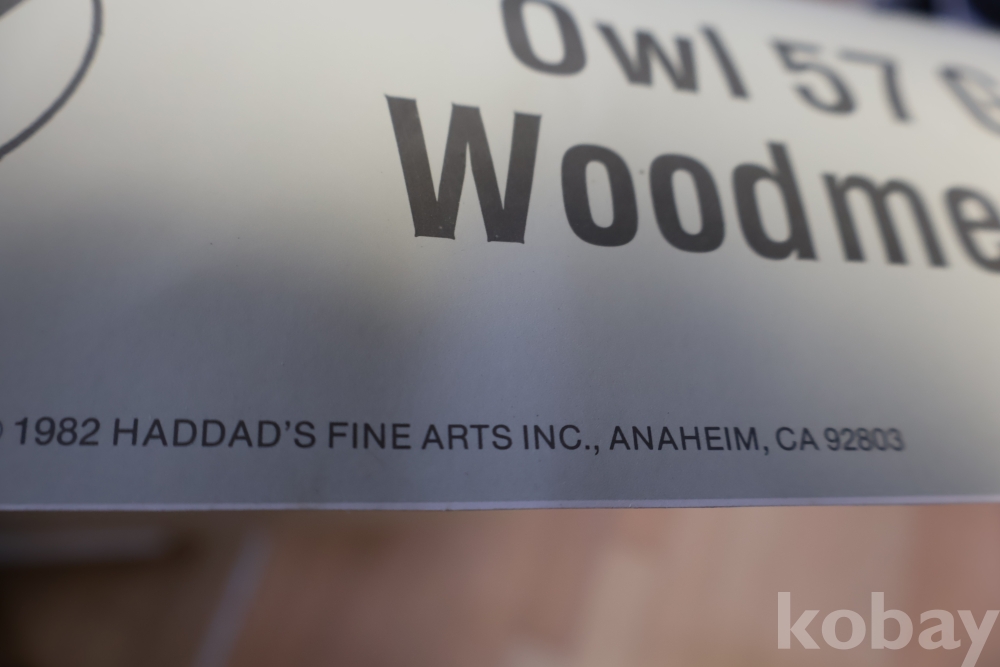 Owl 57
Woodme
© 1982 HADDAD'S FINE ARTS INC., ANAHEIM, CA 92803
kobay